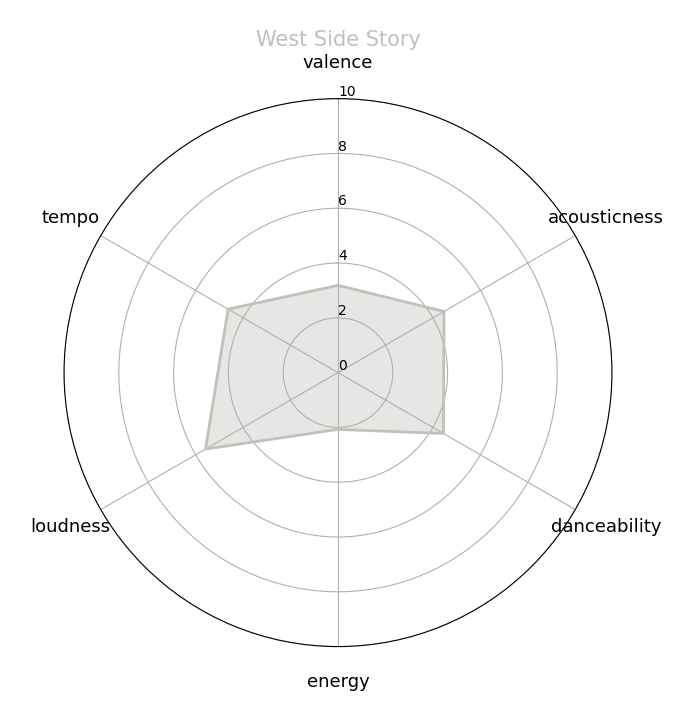 West Side Story
valence
10
8
tempo
6
acousticness
4
2
0
loudness
danceability
energy